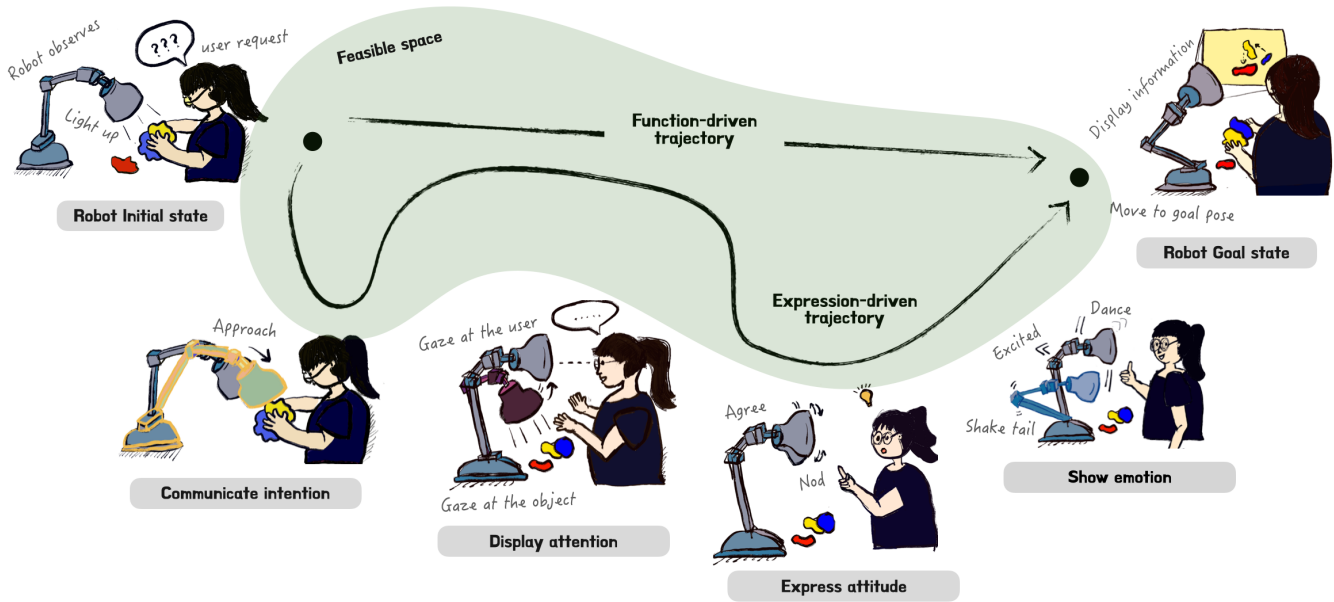 Robot observes
???
user request
Light up
Robot Initial state
Feasible space
Function-driven
trajectory
Display information
Move to goal pose
Robot Goal state
Expression-driven
trajectory
Approach
Communicate intention
Gaze at the user
.....
Gaze at the object
Display attention
Agree
Nod
Express attitude
Excited
Dance
Shake tail
Show emotion